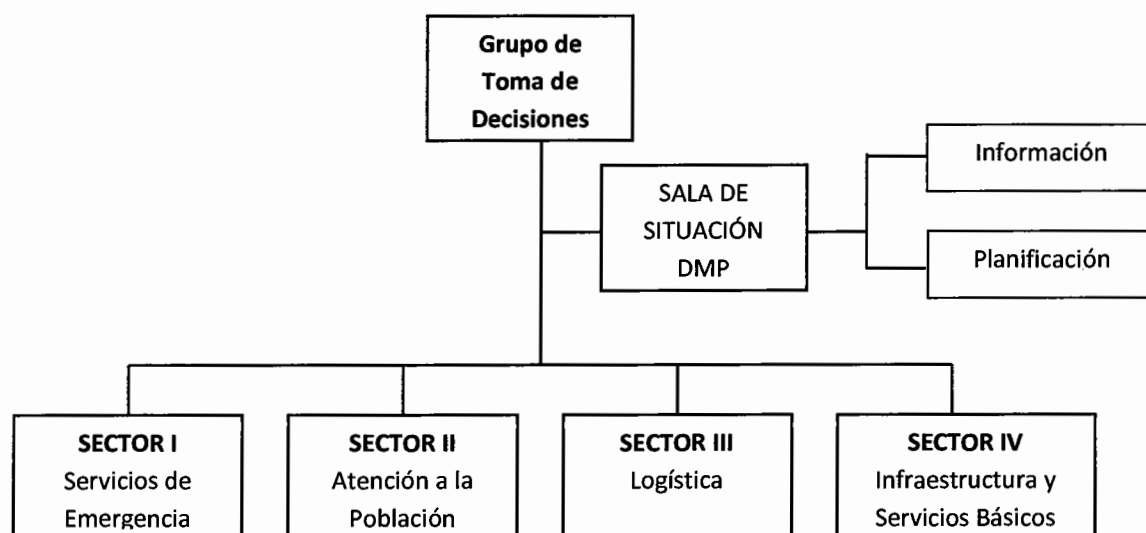 Grupo de
Toma de
Decisiones
Información
SALA DE
SITUACIÓN
DMP
Planificación
SECTOR I
Servicios de
Emergencia
SECTOR II
Atención a la
Población
SECTOR III
Logística
SECTOR IV
Infraestructura y
Servicios Básicos